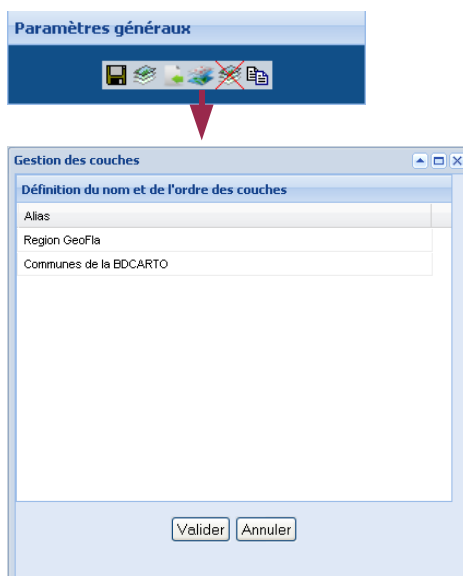 Paramètres généraux
Gestion des couches
Définition du nom et de l'ordre des couches
Alias
Region GeoFla
Communes de la BDCARTO
Valider Annuler